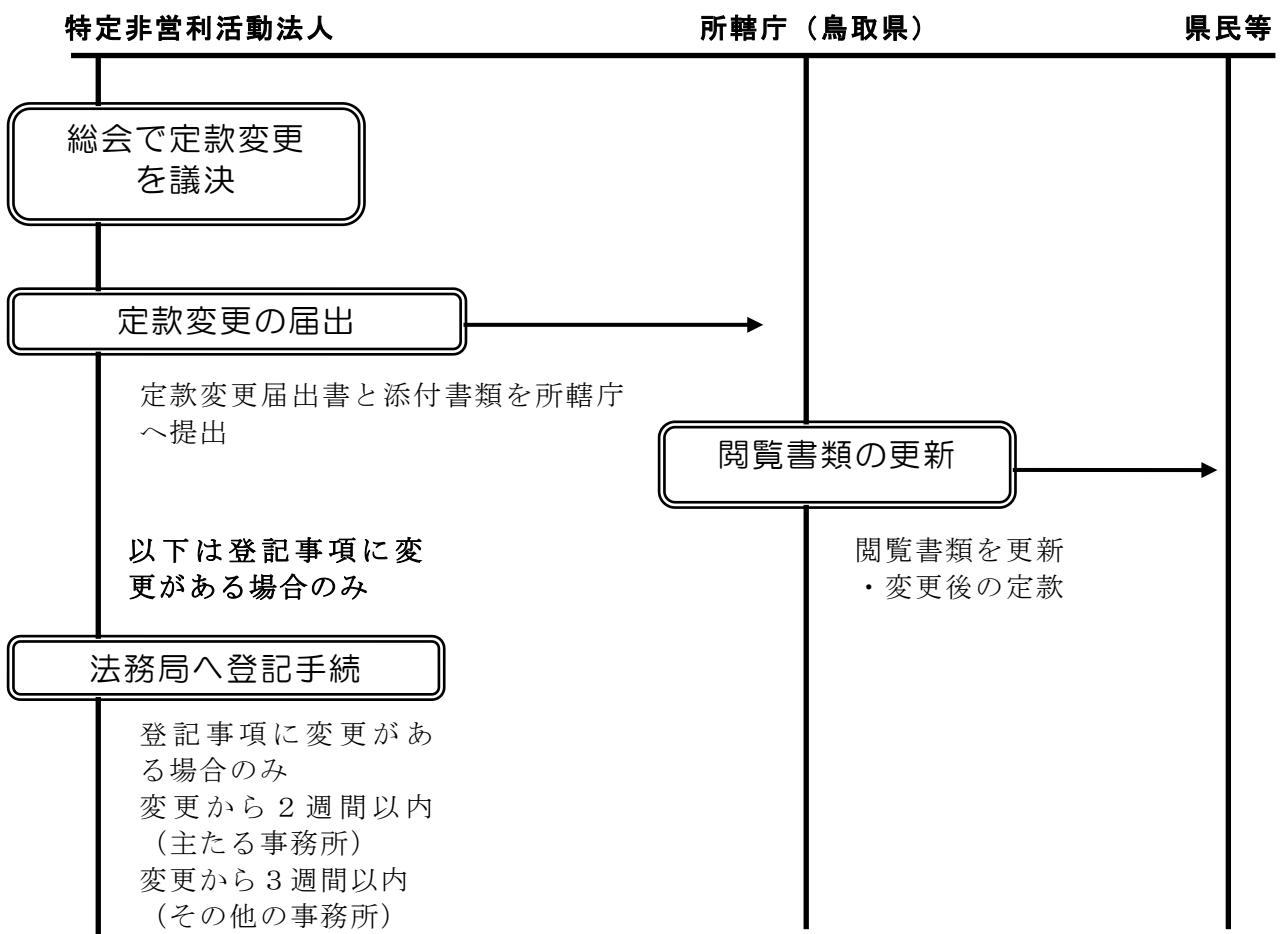 特定非営利活動法人
所轄庁（鳥取県）
県民等
総会で定款変更
を議決
定款変更の届出
定款変更届出書と添付書類を所轄庁
へ提出
閲覧書類の更新
閲覧書類を更新
・変更後の定款
以下は登記事項に変
更がある場合のみ
法務局へ登記手続
登記事項に変更があ
る場合のみ
変更から２週間以内
（主たる事務所）
変更から３週間以内
（その他の事務所）